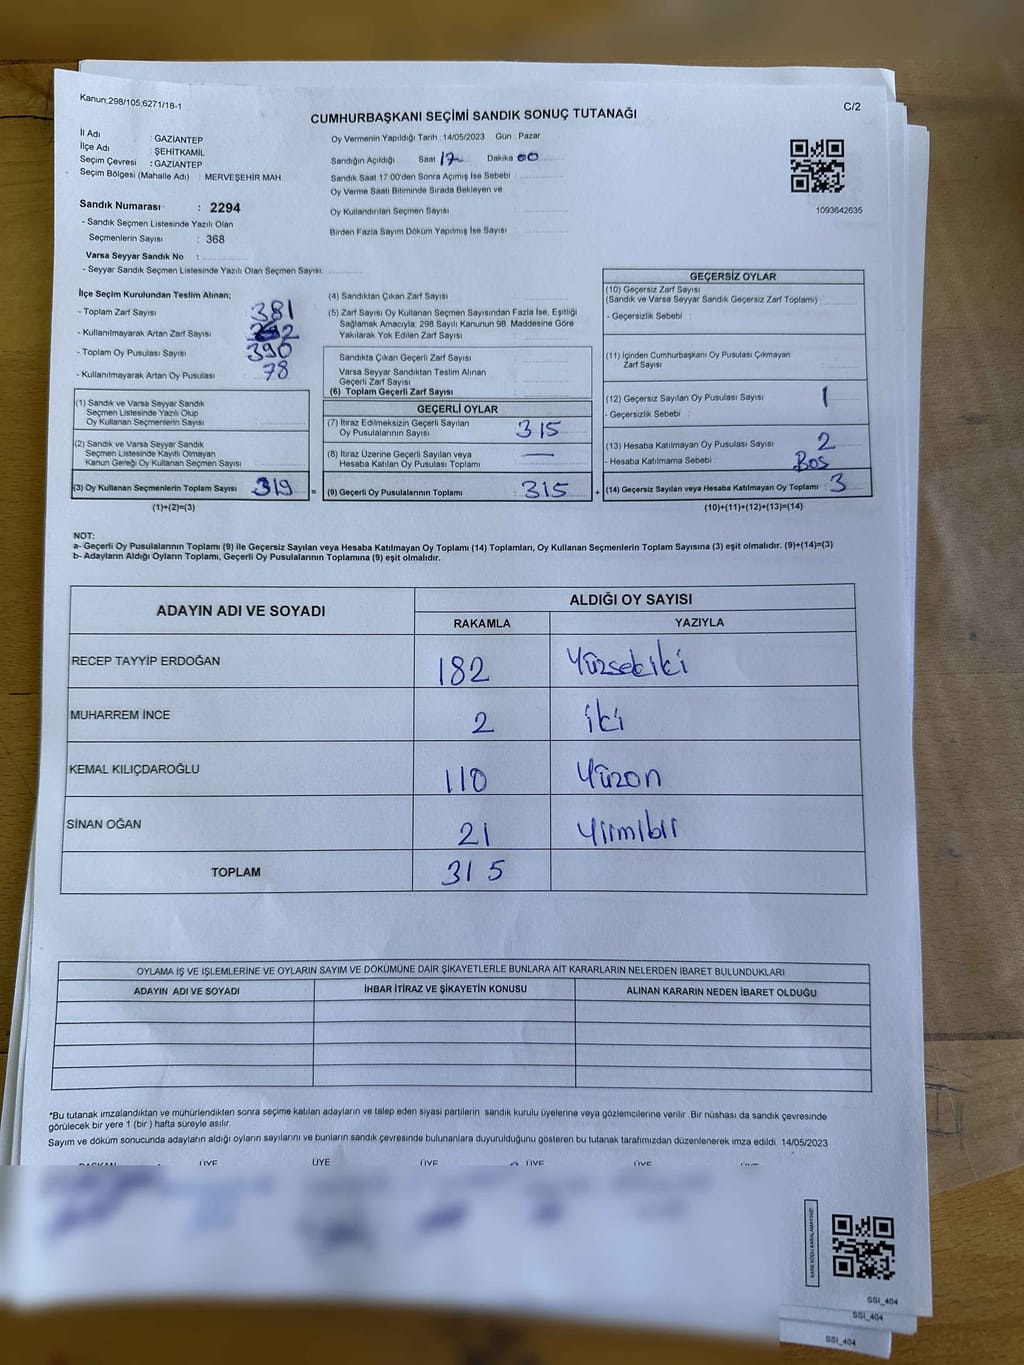 Kanun;298/105;6271/18-1
C/2
CUMHURBAŞKANI SEÇİMİ SANDIK SONUÇ TUTANAĞI
İl Adı : GAZİANTEP
İlçe Adı : ŞEHİTKAMİL
Seçim Çevresi : GAZİANTEP
Seçim Bölgesi (Mahalle Adı) : MERVEŞEHİR MAH
Oy Vermenin Yapıldığı Tarih : 14/05/2023 Gün : Pazar
Sandığın Açıldığı Saat 17 Dakika 00
Sandık Saat 17:00'den Sonra Açımış İse Sebebi :
Oy Verme Saati Bitiminde Sırada Bekleyen ve
Oy Kullandırılan Seçmen Sayısı :
Birden Fazla Sayım Döküm Yapılmış İse Sayısı :
1093642635
Sandık Numarası : 2294
- Sandık Seçmen Listesinde Yazılı Olan
Seçmenlerin Sayısı : 368
Varsa Seyyar Sandık No :
- Seyyar Sandık Seçmen Listesinde Yazılı Olan Seçmen Sayısı:
İlçe Seçim Kurulundan Teslim Alınan;
- Toplam Zarf Sayısı : 381
- Kullanılmayarak Artan Zarf Sayısı :
- Toplam Oy Pusulası Sayısı : 390
- Kullanılmayarak Artan Oy Pusulası : 78
(1) Sandık ve Varsa Seyyar Sandık
Seçmen Listesinde Yazılı Olup
Oy Kullanan Seçmenlerin Sayısı :
(2) Sandık ve Varsa Seyyar Sandık
Seçmen Listesinde Kayıtlı Olmayan
Kanun Gereği Oy Kullanan Seçmen Sayısı :
(3) Oy Kullanan Seçmenlerin Toplam Sayısı : 319 =
(1)+(2)=(3)
(4) Sandıktan Çıkan Zarf Sayısı :
(5) Zarf Sayısı Oy Kullanan Seçmen Sayısından Fazla İse, Eşitliği
Sağlamak Amacıyla; 298 Sayılı Kanunun 98. Maddesine Göre
Yakılarak Yok Edilen Zarf Sayısı :
Sandıkta Çıkan Geçerli Zarf Sayısı :
Varsa Seyyar Sandıktan Teslim Alınan
Geçerli Zarf Sayısı :
(6) Toplam Geçerli Zarf Sayısı :
GEÇERLİ OYLAR
(7) İtiraz Edilmeksizin Geçerli Sayılan
Oy Pusulalarının Sayısı : 315
(8) İtiraz Üzerine Geçerli Sayılan veya
Hesaba Katılan Oy Pusulası Toplamı : —
(9) Geçerli Oy Pusulalarının Toplamı : 315 +
GEÇERSİZ OYLAR
(10) Geçersiz Zarf Sayısı
(Sandık ve Varsa Seyyar Sandık Geçersiz Zarf Toplamı) :
- Geçersizlik Sebebi :
(11) İçinden Cumhurbaşkanı Oy Pusulası Çıkmayan
Zarf Sayısı :
(12) Geçersiz Sayılan Oy Pusulası Sayısı : 1
- Geçersizlik Sebebi :
(13) Hesaba Katılmayan Oy Pusulası Sayısı : 2
- Hesaba Katılmama Sebebi : Boş
(14) Geçersiz Sayılan veya Hesaba Katılmayan Oy Toplamı : 3
(10)+(11)+(12)+(13)=(14)
NOT:
a- Geçerli Oy Pusulalarının Toplamı (9) ile Geçersiz Sayılan veya Hesaba Katılmayan Oy Toplamı (14) Toplamları, Oy Kullanan Seçmenlerin Toplam Sayısına (3) eşit olmalıdır. (9)+(14)=(3)
b- Adayların Aldığı Oyların Toplamı, Geçerli Oy Pusulalarının Toplamına (9) eşit olmalıdır.
ADAYIN ADI VE SOYADI
ALDIĞI OY SAYISI
RAKAMLA YAZIYLA
RECEP TAYYİP ERDOĞAN 182 Yüzsekiki
MUHARREM İNCE 2 iki
KEMAL KILIÇDAROĞLU 110 Yüzon
SİNAN OĞAN 21 Yirmibir
TOPLAM 315
OYLAMA İŞ VE İŞLEMLERİNE VE OYLARIN SAYIM VE DÖKÜMÜNE DAİR ŞİKAYETLERLE BUNLARA AİT KARARLARIN NELERDEN İBARET BULUNDUKLARI
ADAYIN ADI VE SOYADI İHBAR İTİRAZ VE ŞİKAYETİN KONUSU ALINAN KARARIN NEDEN İBARET OLDUĞU
*Bu tutanak imzalandıktan ve mühürlendikten sonra seçime katılan adayların ve talep eden siyasi partilerin sandık kurulu üyelerine veya gözlemcilerine verilir. Bir nüshası da sandık çevresinde
görülecek bir yere 1 (bir) hafta süreyle asılır.
Sayım ve döküm sonucunda adayların aldığı oyların sayılarını ve bunların sandık çevresinde bulunanlara duyurulduğunu gösteren bu tutanak tarafımızdan düzenlenerek imza edildi. 14/05/2023
BAŞKAN ÜYE ÜYE ÜYE ÜYE ÜYE ÜYE
KARE KODU KARALAMAYINIZ!
SSİ_404
SSİ_404
SSİ_404